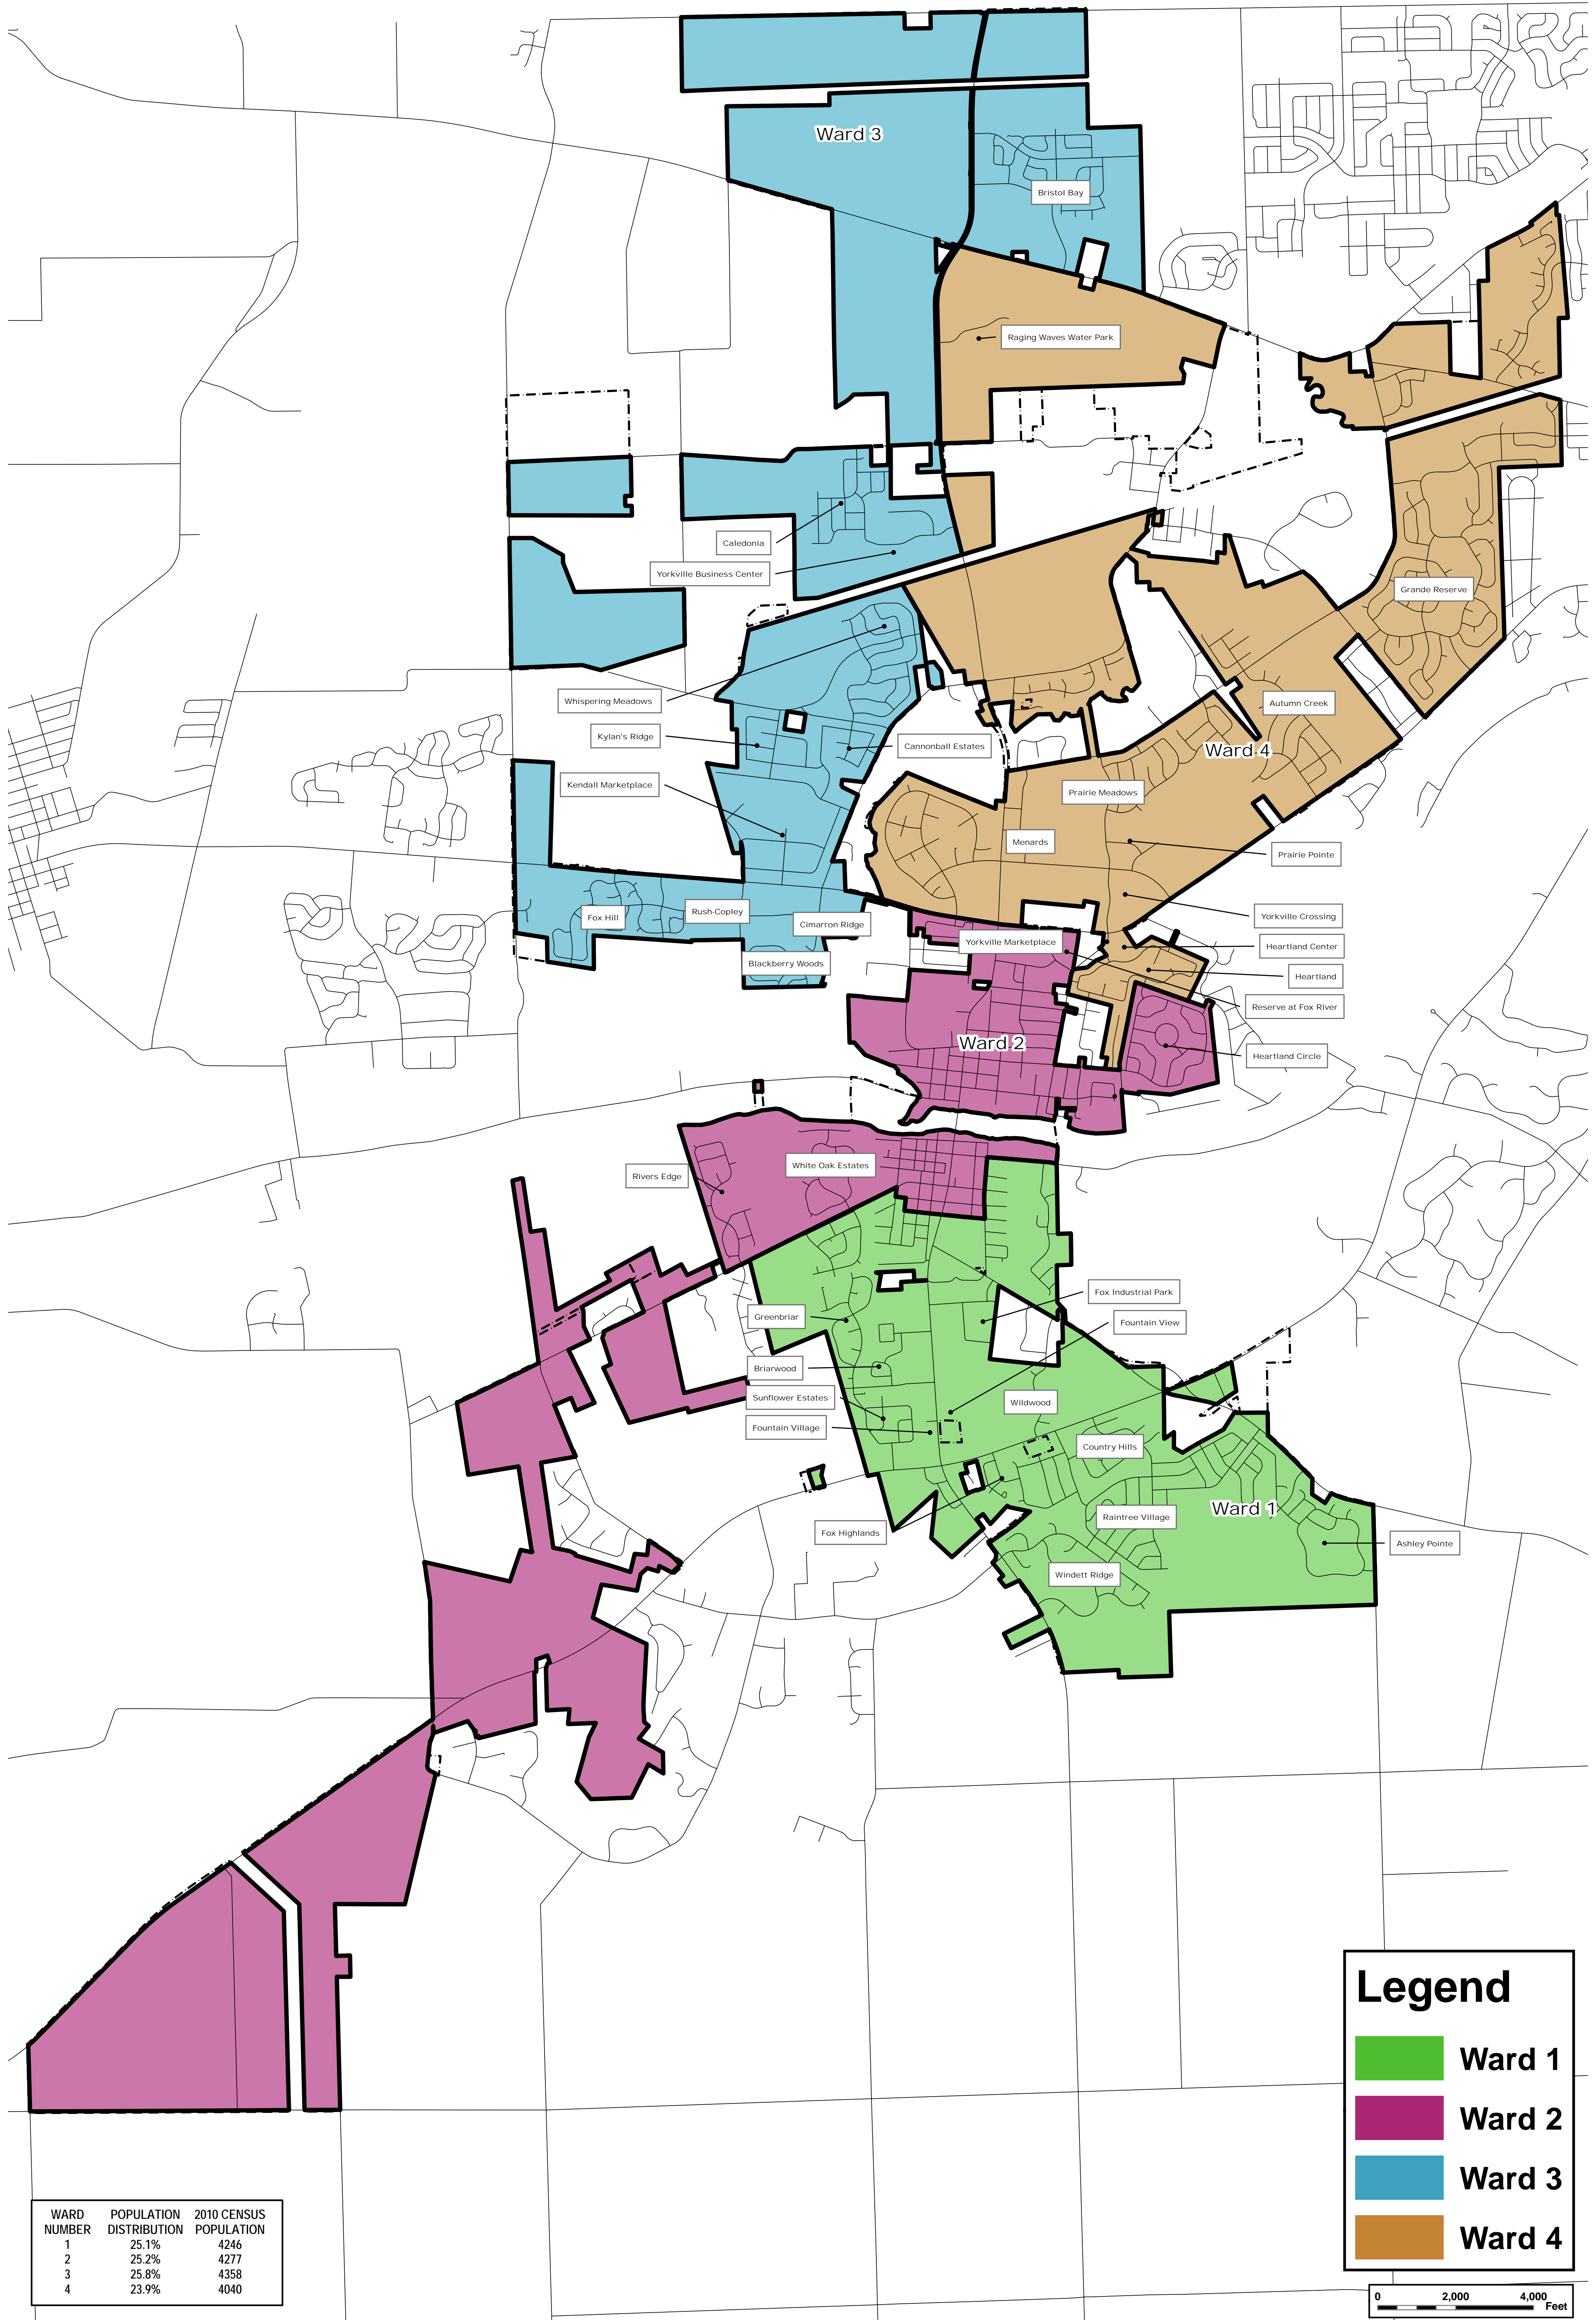 Ward 3
Bristol Bay
Raging Waves Water Park
Caledonia
Yorkville Business Center
Grande Reserve
Whispering Meadows
Autumn Creek
Kylan's Ridge
Cannonball Estates
Ward 4
Kendall Marketplace
Prairie Meadows
Menards
Prairie Pointe
Fox Hill
Rush-Copley
Cimarron Ridge
Yorkville Crossing
Yorkville Marketplace
Heartland Center
Blackberry Woods
Heartland
Reserve at Fox River
Ward 2
Heartland Circle
White Oak Estates
Rivers Edge
Fox Industrial Park
Greenbriar
Fountain View
Briarwood
Sunflower Estates
Wildwood
Fountain Village
Country Hills
Ward 1
Raintree Village
Fox Highlands
Ashley Pointe
Windett Ridge
Legend
Ward 1
Ward 2
Ward 3
Ward 4
WARD POPULATION 2010 CENSUS
NUMBER DISTRIBUTION POPULATION
1 25.1% 4246
2 25.2% 4277
3 25.8% 4358
4 23.9% 4040
0 2,000 4,000
Feet